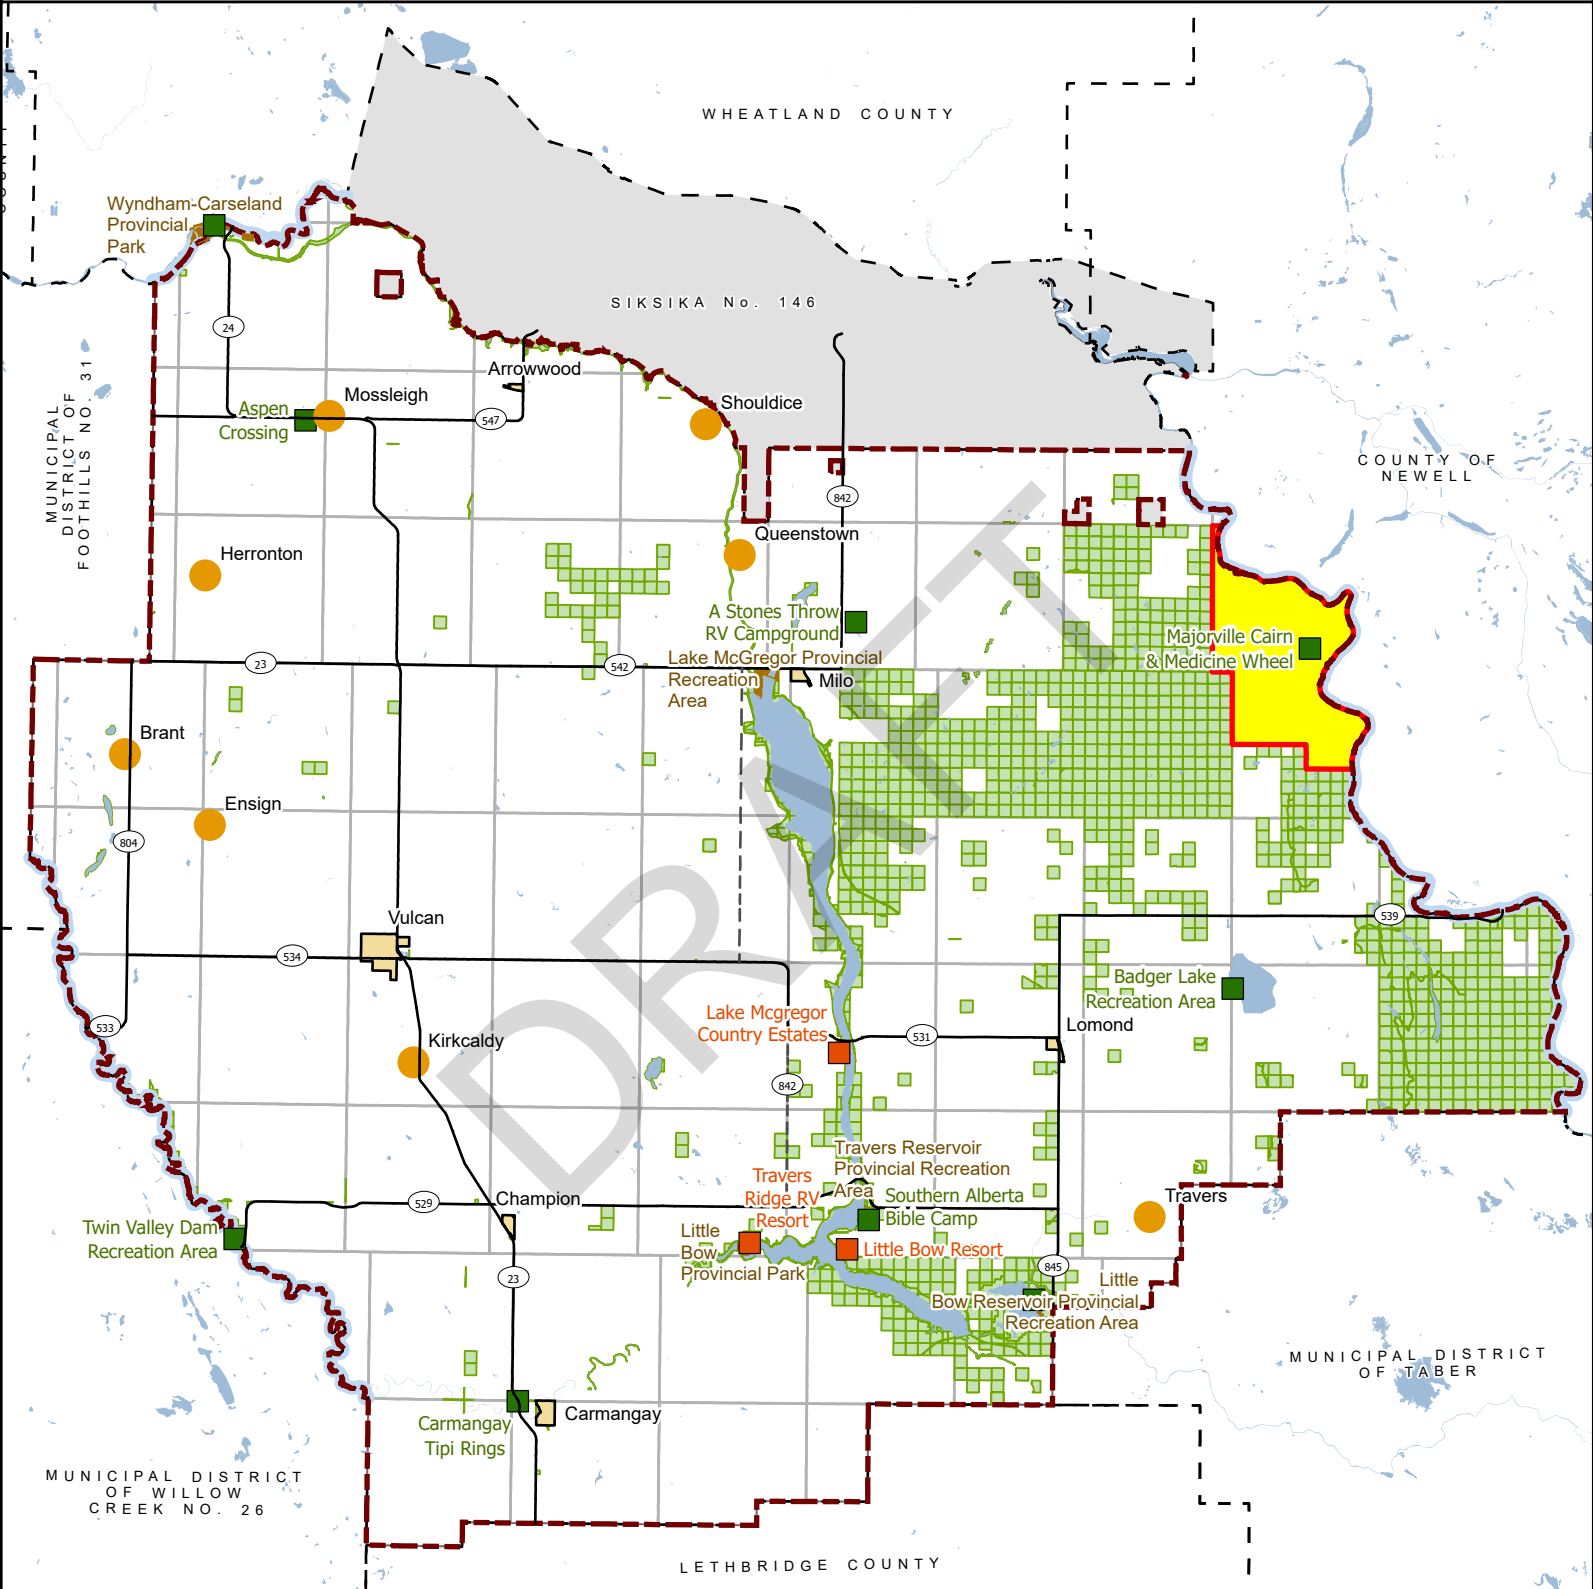 WHEATLAND COUNTY
COUNTY
Wyndham-Carseland
Provincial
Park
SIKSIKA No. 146
24
MUNICIPAL
DISTRICT OF
FOOTHILLS NO. 31
Arrowwood
Mossleigh
Aspen
Crossing
547
Shouldice
COUNTY OF
NEWELL
842
Queenstown
Herronton
A Stones Throw
RV Campground
Majorville Cairn
& Medicine Wheel
23
542
Lake McGregor Provincial
Recreation
Area
Milo
Brant
Ensign
804
DRAFT
Vulcan
534
539
Badger Lake
Recreation Area
Lake Mcgregor
Country Estates
533
Kirkcaldy
531
Lomond
842
Travers Reservoir
Provincial Recreation
Area
Travers
Ridge RV
Resort
Southern Alberta
Bible Camp
Travers
529
Champion
Twin Valley Dam
Recreation Area
Little
Bow
Provincial Park
Little Bow Resort
845
23
Little
Bow Reservoir Provincial
Recreation Area
MUNICIPAL DISTRICT
OF TABER
Carmangay
Tipi Rings
Carmangay
MUNICIPAL DISTRICT
OF WILLOW
CREEK NO. 26
LETHBRIDGE COUNTY